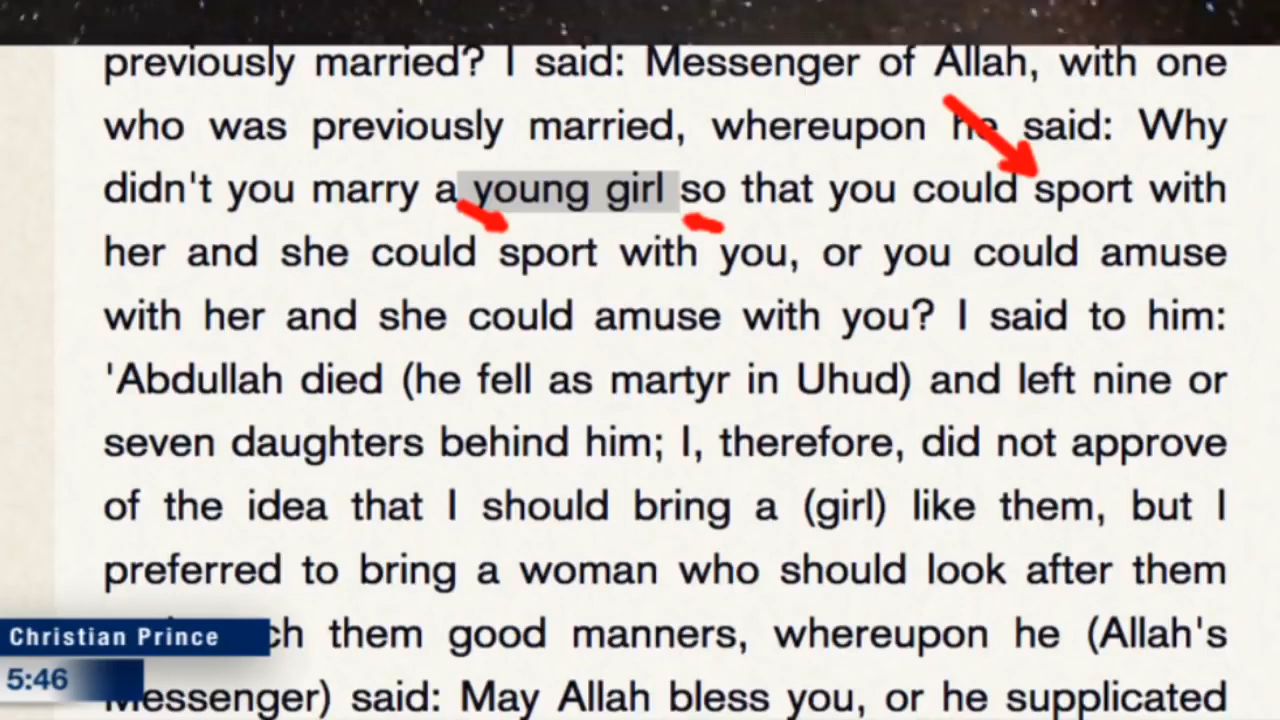 previously married? I said: Messenger of Allah, with one
who was previously married, whereupon he said: Why
didn't you marry a young girl so that you could sport with
her and she could sport with you, or you could amuse
with her and she could amuse with you? I said to him:
'Abdullah died (he fell as martyr in Uhud) and left nine or
seven daughters behind him; I, therefore, did not approve
of the idea that I should bring a (girl) like them, but I
preferred to bring a woman who should look after them
them good manners, whereupon he (Allah's
Messenger) said: May Allah bless you, or he supplicated
Christian Prince
5:46